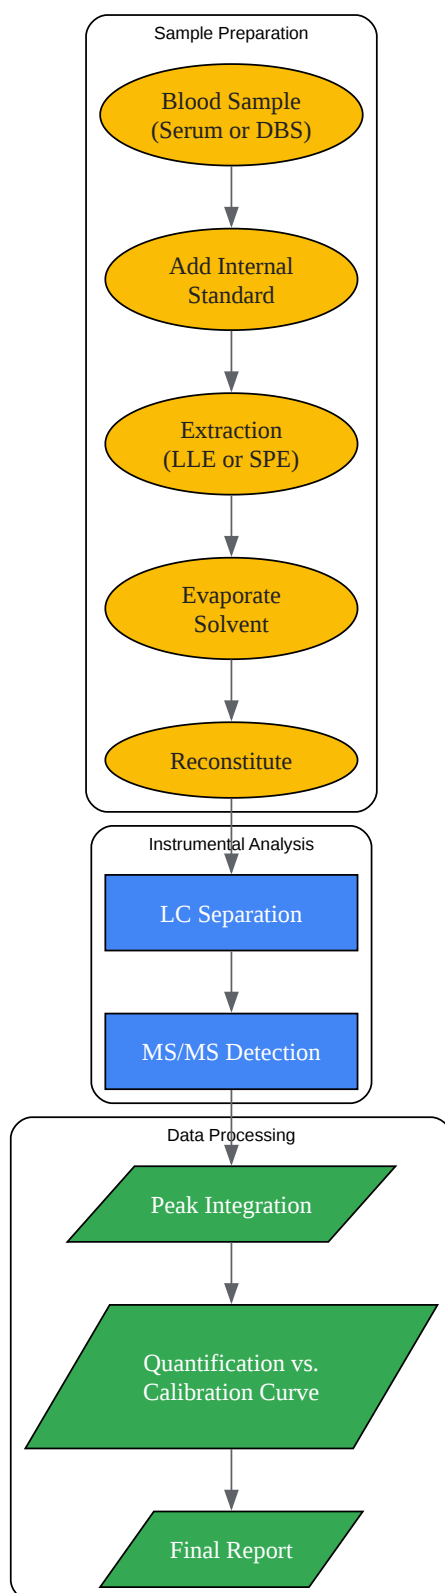 Sample Preparation
Blood Sample
(Serum or DBS)
Add Internal
Standard
Extraction
(LLE or SPE)
Evaporate
Solvent
Reconstitute
Instrumental Analysis
LC Separation
MS/MS Detection
Data Processing
Peak Integration
Quantification vs.
Calibration Curve
Final Report